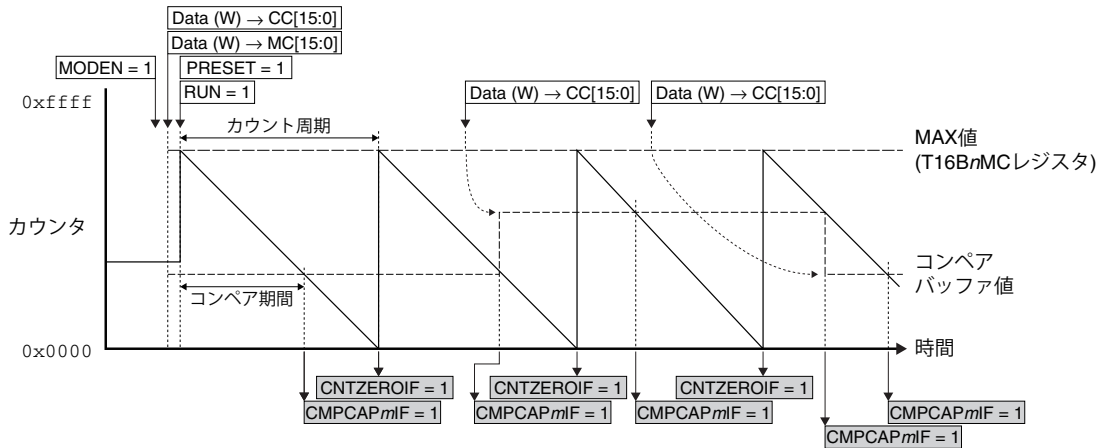 Data (W) → CC[15:0]
Data (W) → MC[15:0]
MODEN = 1
PRESET = 1
RUN = 1
Data (W) → CC[15:0]
Data (W) → CC[15:0]
0xffff
カウント周期
MAX値
(T16BnMCレジスタ)
カウンタ
コンペア
バッファ値
コンペア期間
0x0000
時間
CNTZEROIF = 1
CNTZEROIF = 1
CNTZEROIF = 1
CMPCAPmIF = 1
CMPCAPmIF = 1
CMPCAPmIF = 1
CMPCAPmIF = 1
CMPCAPmIF = 1